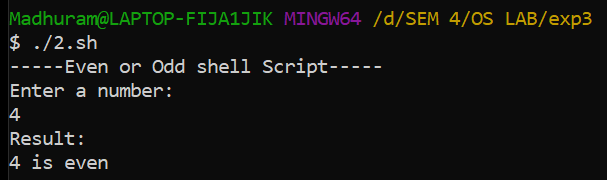 Madhuram@LAPTOP-FIJA1JIK MINGW64 /d/SEM 4/OS LAB/exp3
$ ./2.sh
-----Even or Odd shell Script-----
Enter a number:
4
Result:
4 is even